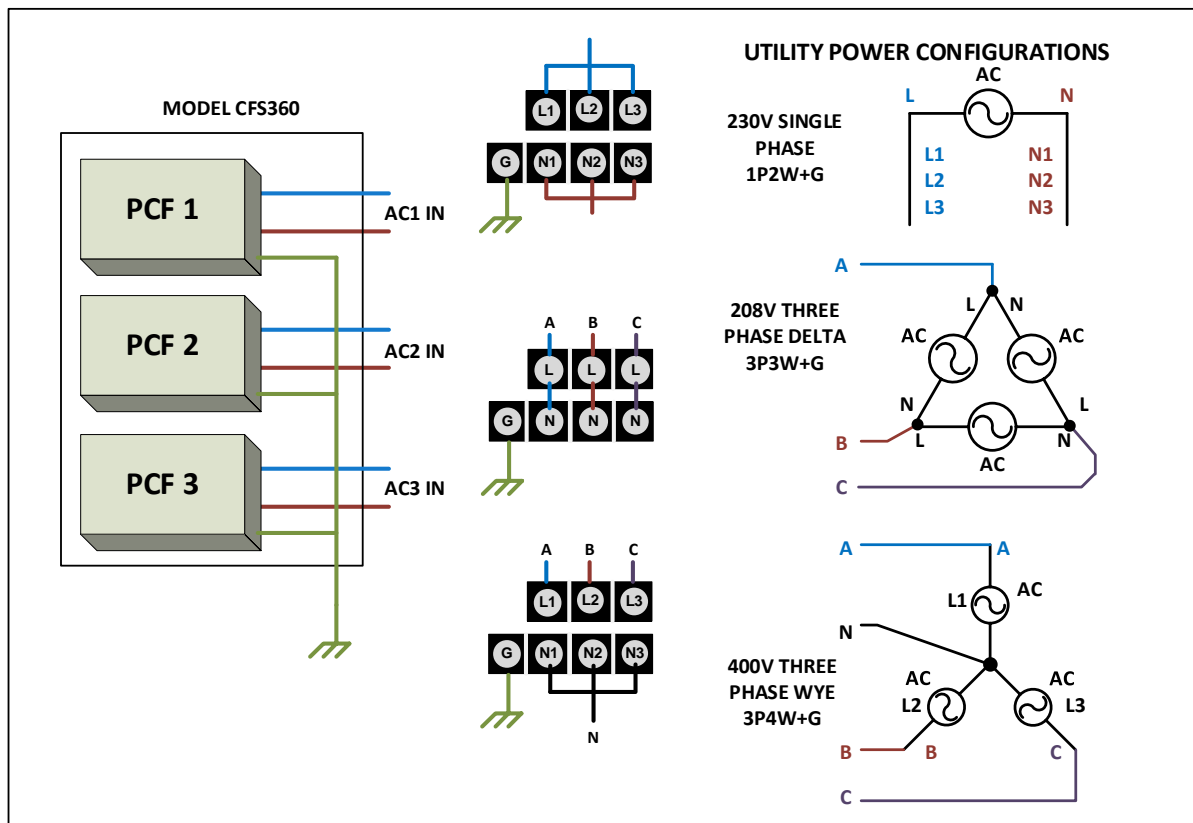 UTILITY POWER CONFIGURATIONS
MODEL CFS360
PCF 1
AC1 IN
PCF 2
AC2 IN
PCF 3
AC3 IN
L1 L2 L3
G N1 N2 N3
230V SINGLE
PHASE
1P2W+G
AC
L N
L1 N1
L2 N2
L3 N3
A B C
L L L
G N N N
208V THREE
PHASE DELTA
3P3W+G
A
L N
AC AC
N L
B L N
AC
C
A B C
L1 L2 L3
G N1 N2 N3
N
400V THREE
PHASE WYE
3P4W+G
A A
L1 AC
N
AC AC
L2 L3
B B C
C